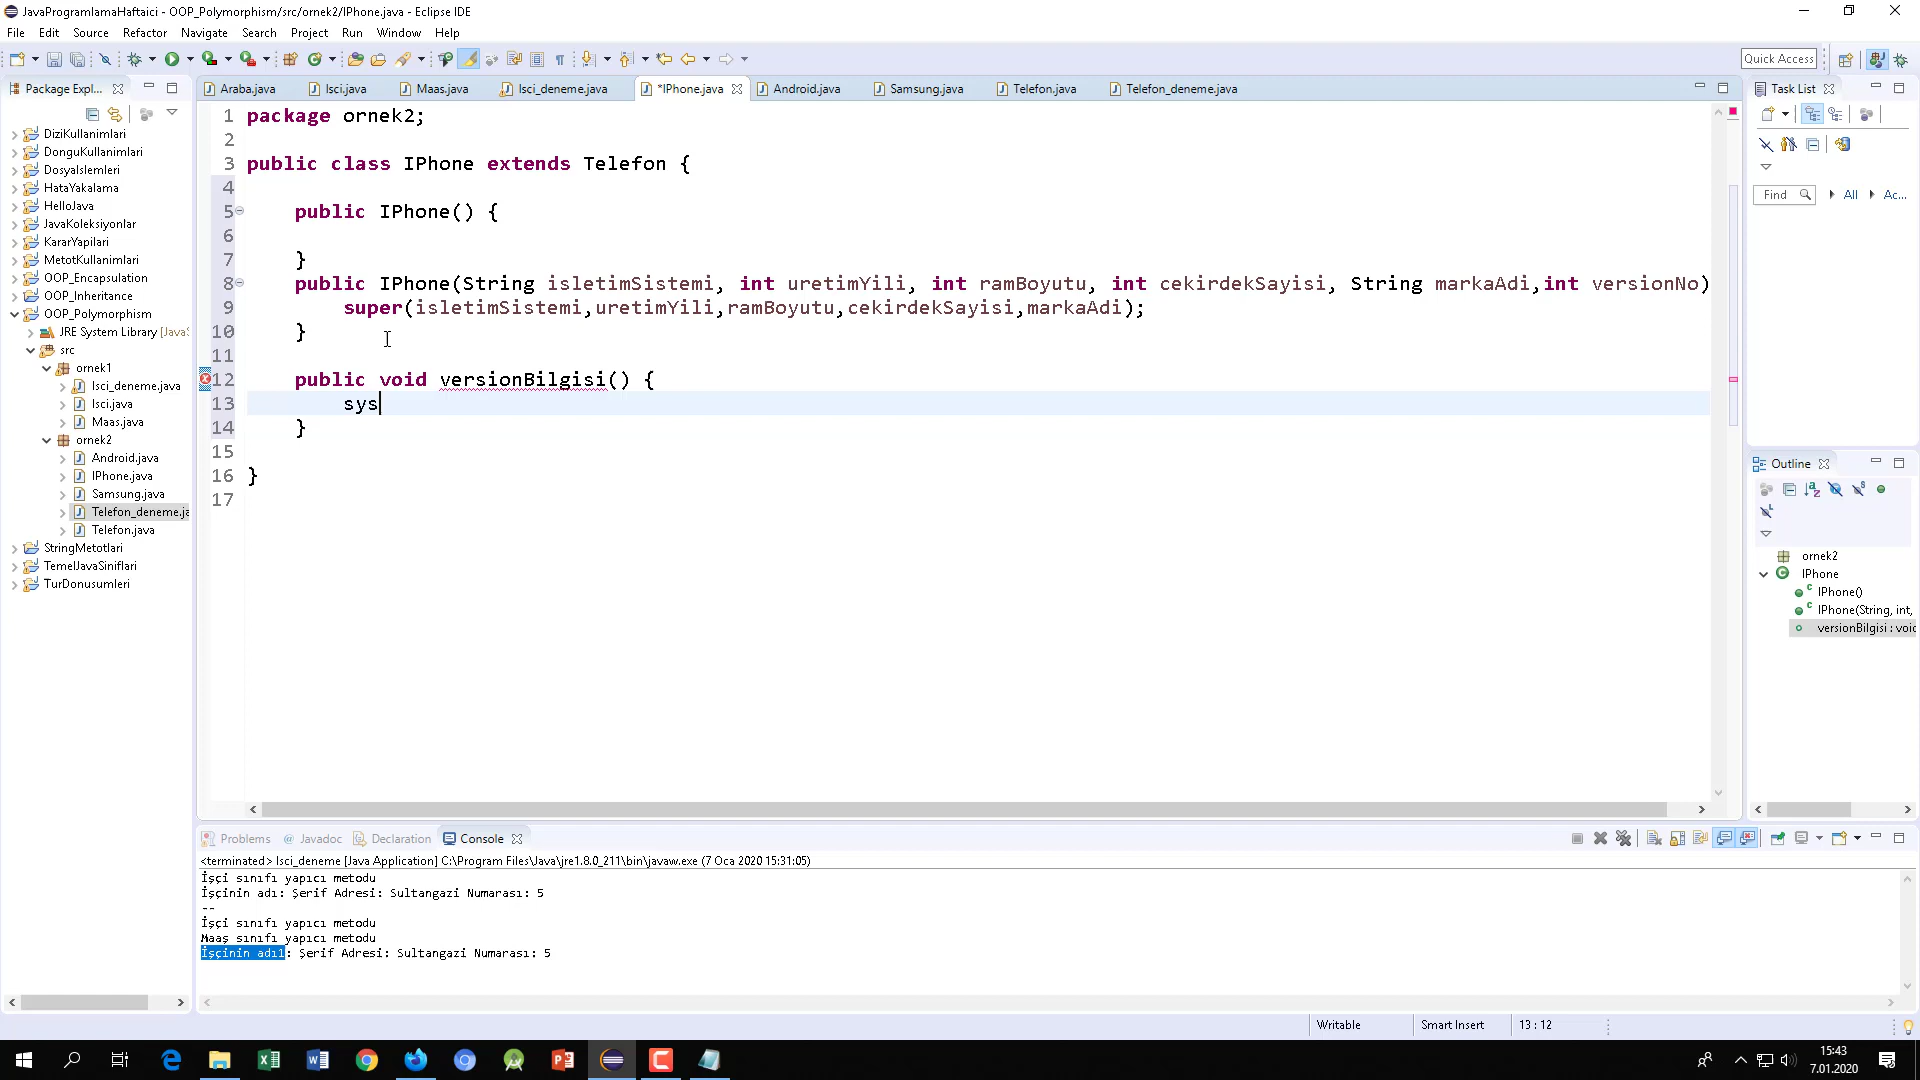 JavaProgramlamaHaftaici - OOP_Polymorphism/src/ornek2/IPhone.java - Eclipse IDE
File Edit Source Refactor Navigate Search Project Run Window Help
Quick Access
Package Expl...
DiziKullanimlari
DonguKullanimlari
DosyaIslemleri
HataYakalama
HelloJava
JavaKoleksiyonlar
KararYapilari
MetotKullanimlari
OOP_Encapsulation
OOP_Inheritance
OOP_Polymorphism
JRE System Library [JavaS
src
ornek1
Isci_deneme.java
Isci.java
Maas.java
ornek2
Android.java
IPhone.java
Samsung.java
Telefon_deneme.ja
Telefon.java
StringMetotlari
TemelJavaSiniflari
TurDonusumleri
Araba.java Isci.java Maas.java Isci_deneme.java *IPhone.java Android.java Samsung.java Telefon.java Telefon_deneme.java
1 package ornek2;
2
3 public class IPhone extends Telefon {
4
5 public IPhone() {
6
7 }
8 public IPhone(String isletimSistemi, int uretimYili, int ramBoyutu, int cekirdekSayisi, String markaAdi,int versionNo)
9 super(isletimSistemi,uretimYili,ramBoyutu,cekirdekSayisi,markaAdi);
10 }
11
12 public void versionBilgisi() {
13 sys
14 }
15
16 }
17
Task List
Find All Ac...
Outline
ornek2
IPhone
IPhone()
IPhone(String, int,
versionBilgisi : voic
Problems Javadoc Declaration Console
<terminated> Isci_deneme [Java Application] C:\Program Files\Java\jre1.8.0_211\bin\javaw.exe (7 Oca 2020 15:31:05)
İşçi sınıfı yapıcı metodu
İşçinin adı: Şerif Adresi: Sultangazi Numarası: 5
--
İşçi sınıfı yapıcı metodu
Maaş sınıfı yapıcı metodu
İşçinin adı1: Şerif Adresi: Sultangazi Numarası: 5
Writable Smart Insert 13 : 12
15:43
7.01.2020